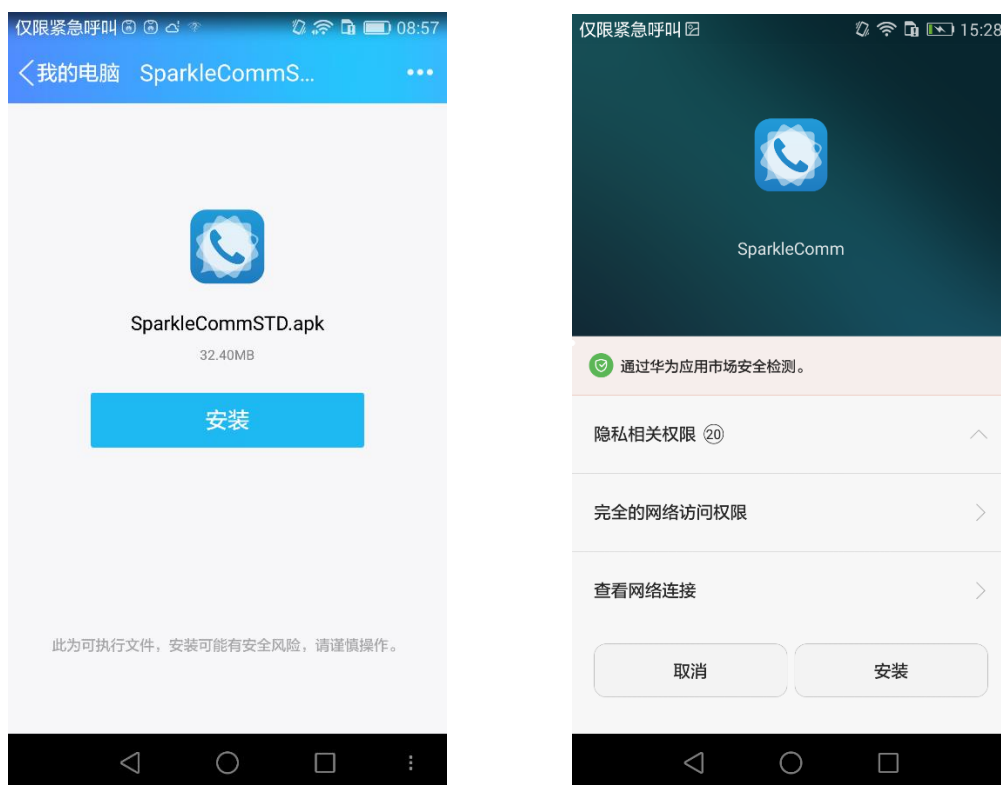 仅限紧急呼叫 08:57
我的电脑 SparkleCommS...
SparkleCommSTD.apk
32.40MB
安装
此为可执行文件，安装可能有安全风险，请谨慎操作。
仅限紧急呼叫 15:28
SparkleComm
通过华为应用市场安全检测。
隐私相关权限 20
完全的网络访问权限
查看网络连接
取消 安装